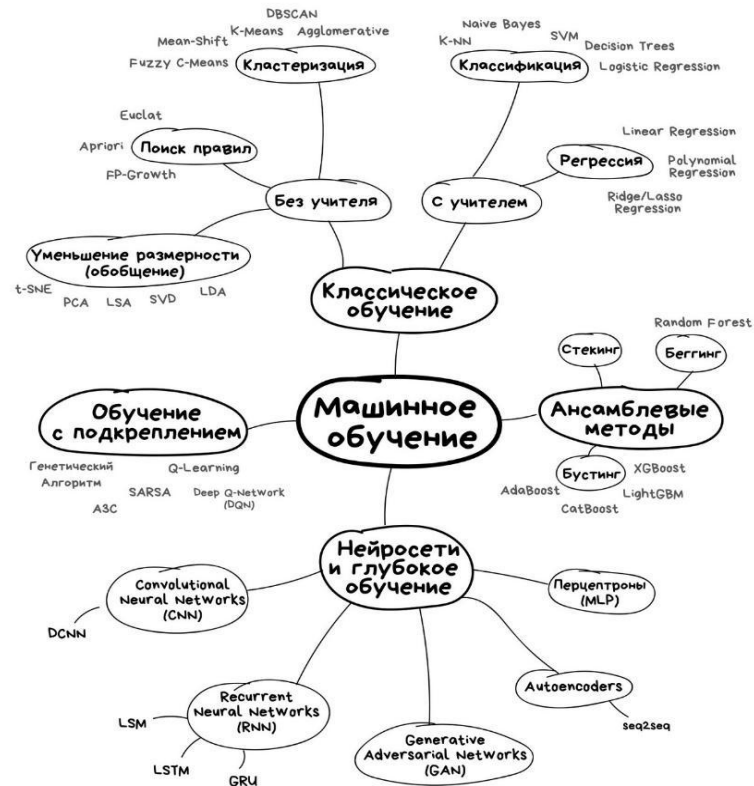 DBSCAN
K-Means Agglomerative
Mean-Shift
Fuzzy C-Means
Кластеризация
Euclat
Apriori
Поиск правил
FP-Growth
Без учителя
Уменьшение размерности
(обобщение)
t-SNE
PCA
LSA
SVD
LDA
Naive Bayes
K-NN
SVM
Decision Trees
Классификация
Logistic Regression
Linear Regression
Регрессия
Polynomial
Regression
Ridge/Lasso
Regression
С учителем
Классическое
обучение
Машинное
обучение
Random Forest
Стекинг
Беггинг
Ансамблевые
методы
Бустинг
XGBoost
AdaBoost
LightGBM
CatBoost
Обучение
с подкреплением
Генетический
Алгоритм
Q-Learning
SARSA
Deep Q-Network
(DQN)
A3C
Нейросети
и глубокое
обучение
Convolutional
Neural Networks
(CNN)
DCNN
Перцептроны
(MLP)
Recurrent
Neural Networks
(RNN)
LSM
LSTM
GRU
Generative
Adversarial Networks
(GAN)
Autoencoders
seq2seq